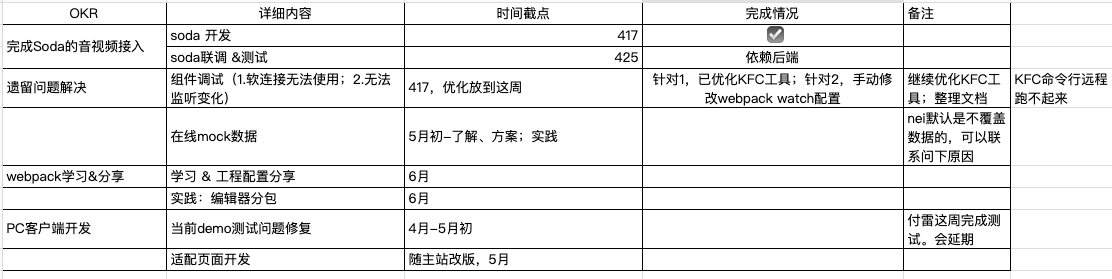 OKR 详细内容 时间截点 完成情况 备注
完成Soda的音视频接入 soda 开发 417 ☑
soda联调 &测试 425 依赖后端
遗留问题解决 组件调试（1.软连接无法使用；2.无法
监听变化） 417，优化放到这周 针对1，已优化KFC工具；针对2，手动修
改webpack watch配置 继续优化KFC工
具；整理文档 KFC命令行远程
跑不起来
在线mock数据 5月初-了解、方案；实践 nei默认是不覆盖
数据的，可以联
系问下原因
webpack学习&分享 学习 & 工程配置分享 6月
实践：编辑器分包 6月
PC客户端开发 当前demo测试问题修复 4月-5月初 付雷这周完成测
试。会延期
适配页面开发 随主站改版，5月